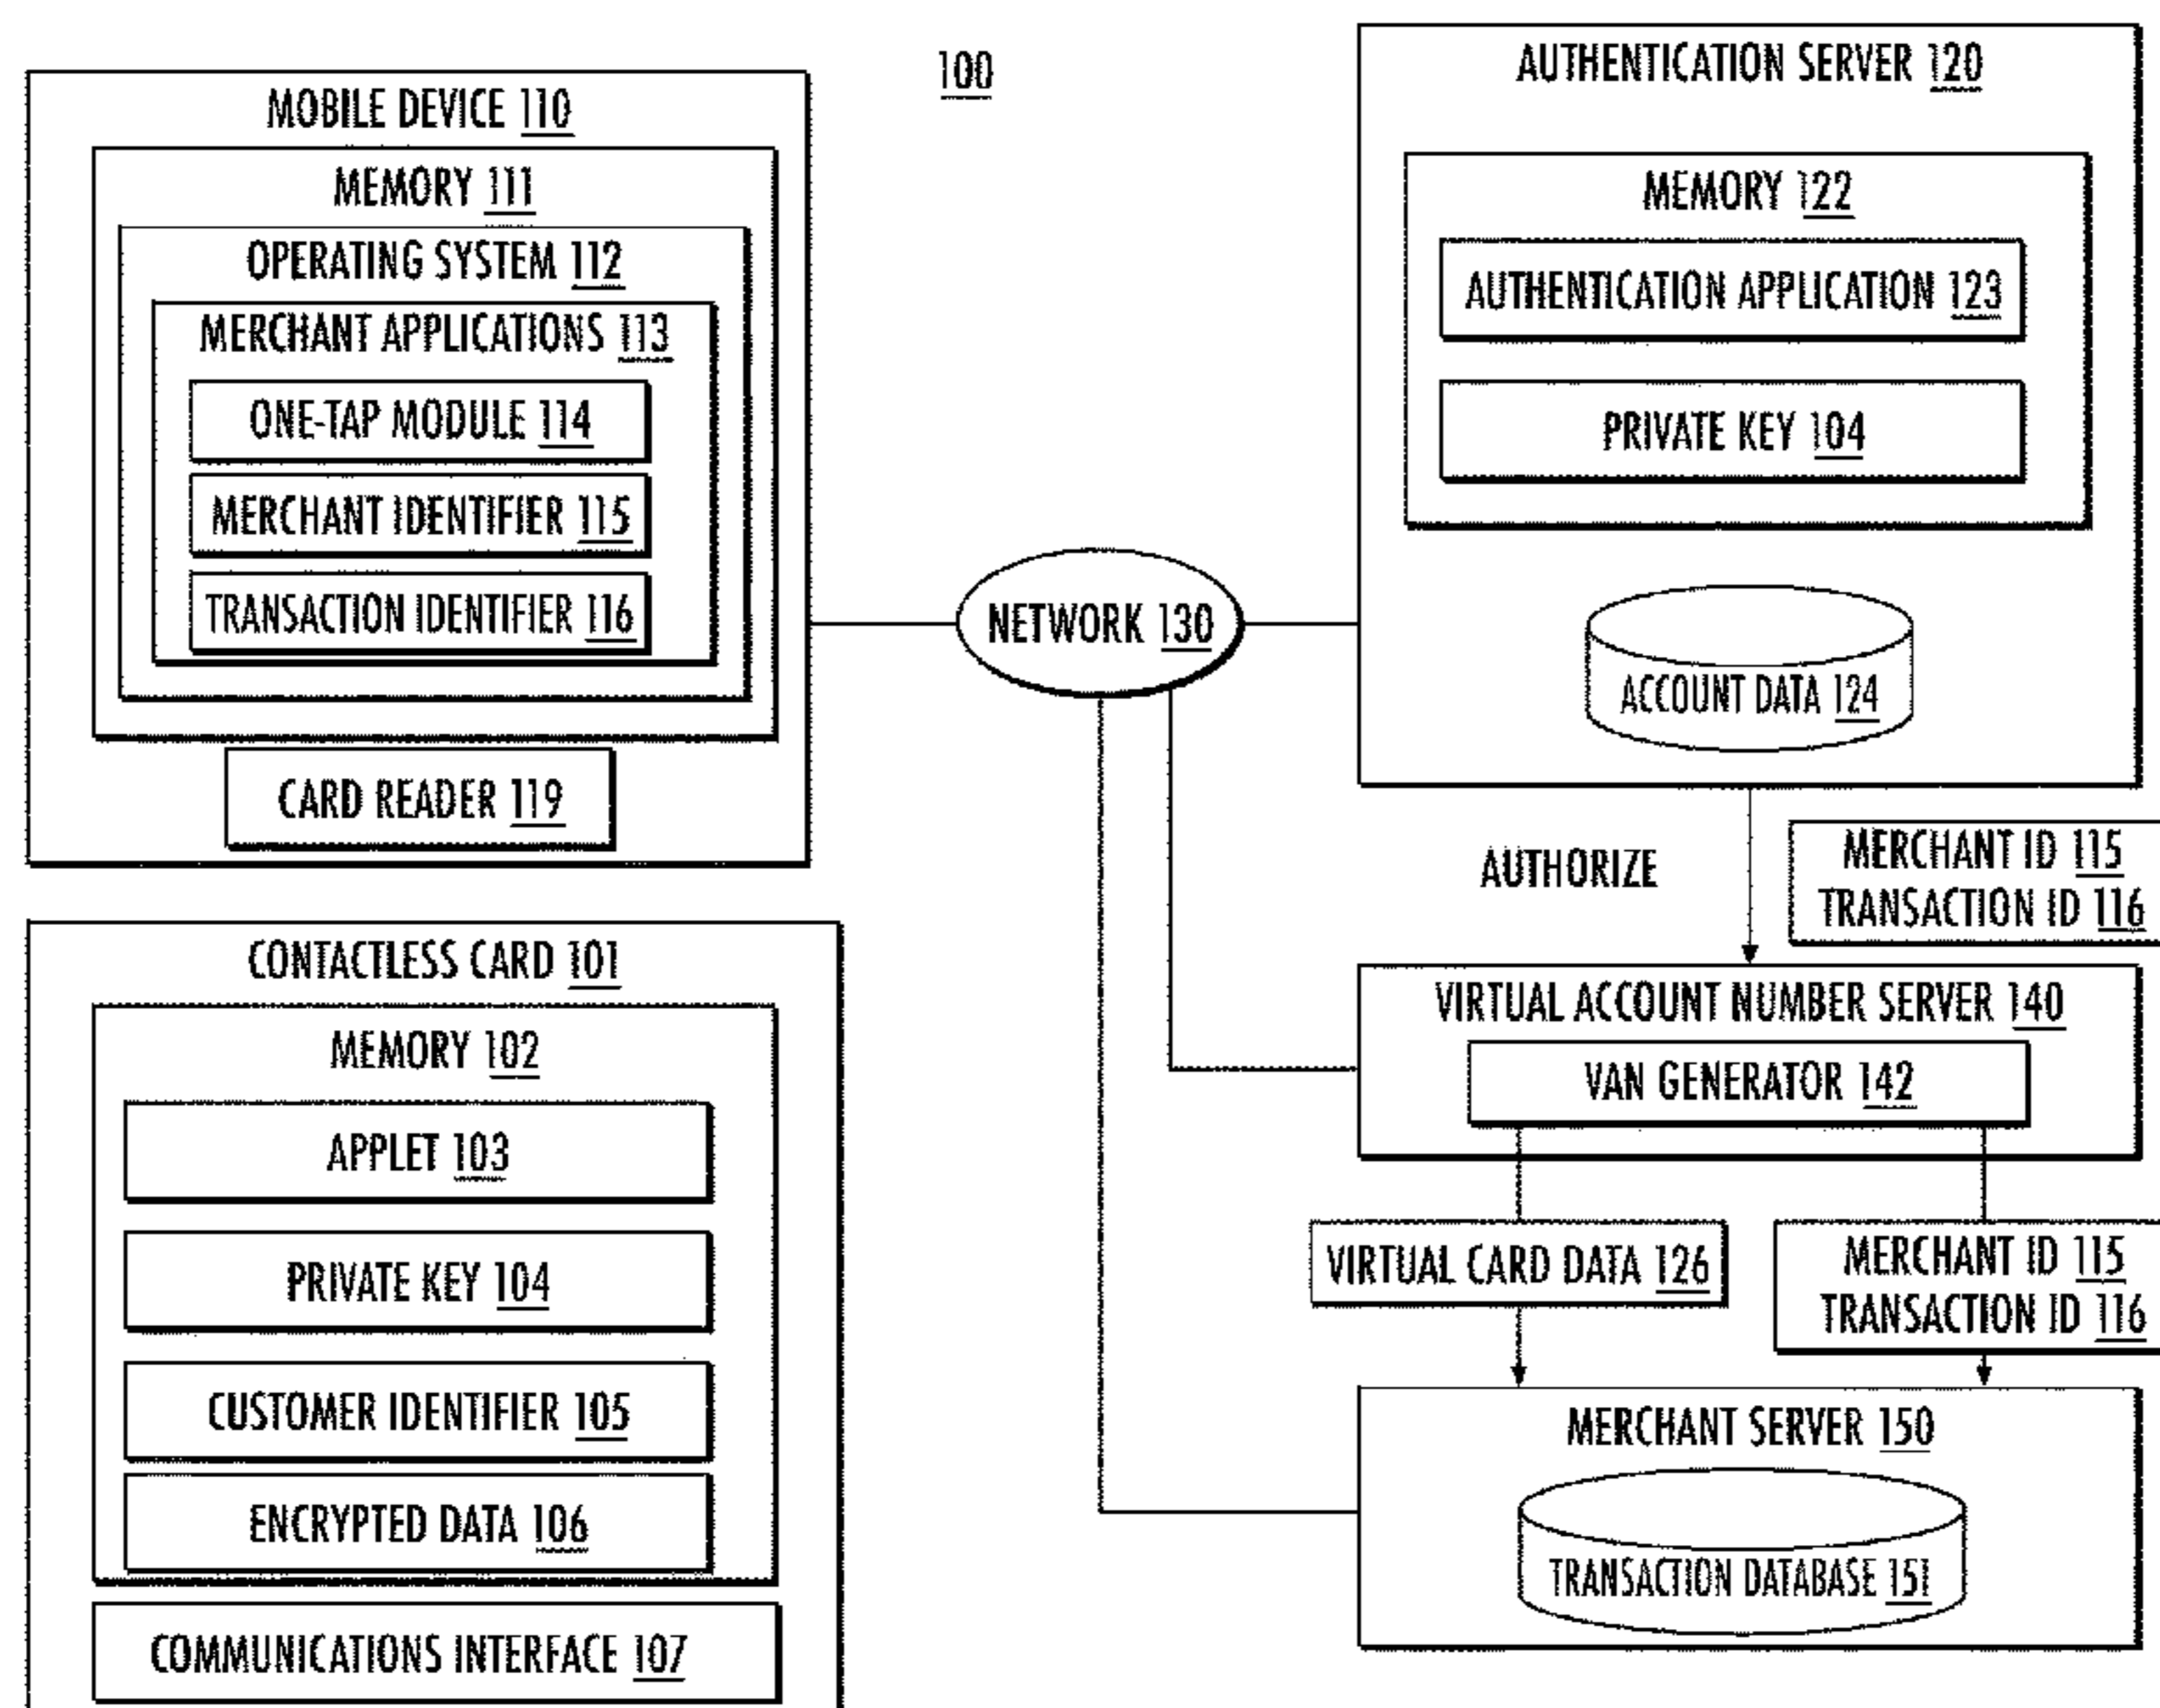 100
MOBILE DEVICE 110
MEMORY 111
OPERATING SYSTEM 112
MERCHANT APPLICATIONS 113
ONE-TAP MODULE 114
MERCHANT IDENTIFIER 115
TRANSACTION IDENTIFIER 116
CARD READER 119
CONTACTLESS CARD 101
MEMORY 102
APPLET 103
PRIVATE KEY 104
CUSTOMER IDENTIFIER 105
ENCRYPTED DATA 106
COMMUNICATIONS INTERFACE 107
NETWORK 130
AUTHENTICATION SERVER 120
MEMORY 122
AUTHENTICATION APPLICATION 123
PRIVATE KEY 104
ACCOUNT DATA 124
AUTHORIZE
MERCHANT ID 115
TRANSACTION ID 116
VIRTUAL ACCOUNT NUMBER SERVER 140
VAN GENERATOR 142
VIRTUAL CARD DATA 126
MERCHANT ID 115
TRANSACTION ID 116
MERCHANT SERVER 150
TRANSACTION DATABASE 151